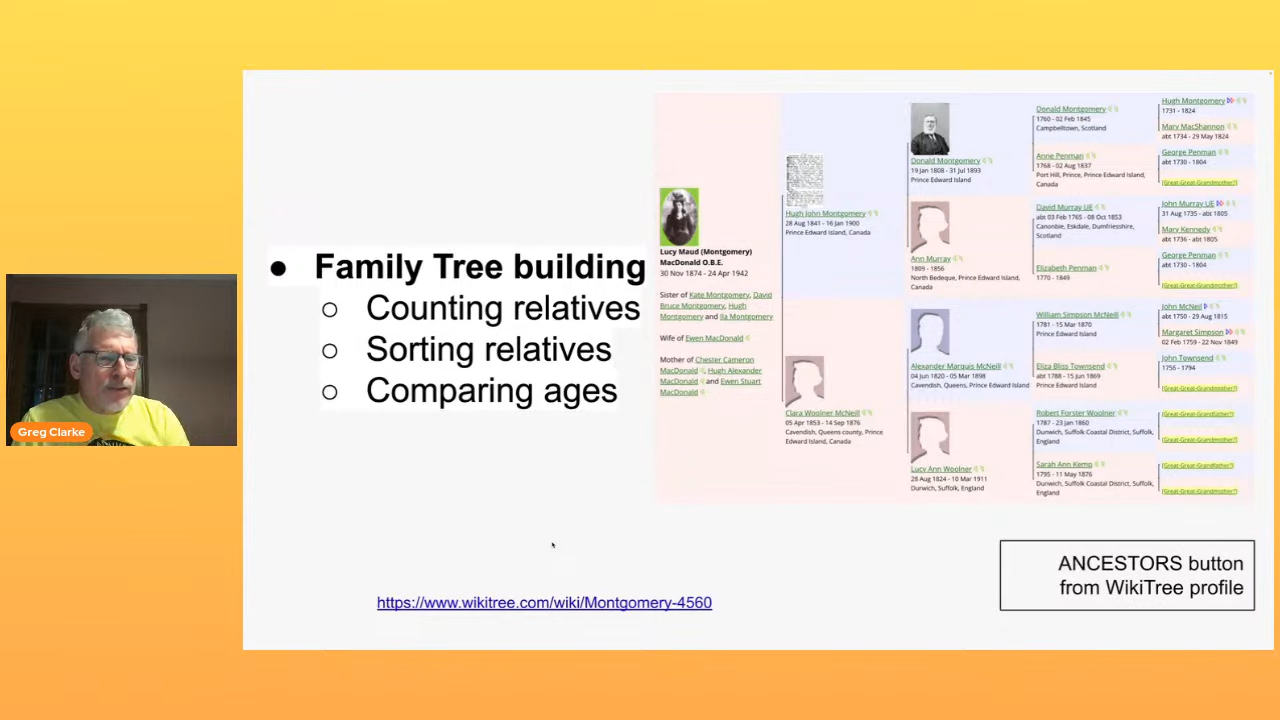 Family Tree building
Counting relatives
Sorting relatives
Comparing ages
https://www.wikitree.com/wiki/Montgomery-4560
Greg Clarke
Lucy Maud (Montgomery)
MacDonald O.B.E.
30 Nov 1874 - 24 Apr 1942
Sister of Kate Montgomery, David
Bruce Montgomery, Hugh
Montgomery and Ila Montgomery
Wife of Ewen MacDonald
Mother of Chester Cameron
MacDonald, Hugh Alexander
MacDonald and Ewen Stuart
MacDonald
Hugh John Montgomery
28 Aug 1841 - 16 Jan 1900
Prince Edward Island, Canada
Clara Woolner McNeill
05 Apr 1853 - 14 Sep 1876
Cavendish, Queens county, Prince
Edward Island, Canada
Donald Montgomery
19 Jan 1808 - 31 Jul 1893
Prince Edward Island
Ann Murray
1809 - 1856
North Bedeque, Prince Edward Island,
Canada
Alexander Marquis McNeill
04 Jun 1820 - 05 Mar 1898
Cavendish, Queens, Prince Edward Island
Lucy Ann Woolner
28 Aug 1824 - 10 Mar 1911
Dunwich, Suffolk, England
Donald Montgomery
1760 - 02 Feb 1845
Campbelltown, Scotland
Anne Penman
1768 - 02 Aug 1837
Port Hill, Prince, Prince Edward Island,
Canada
David Murray UE
abt 03 Feb 1765 - 08 Oct 1853
Canonbie, Eskdale, Dumfriesshire,
Scotland
Elizabeth Penman
1770 - 1849
William Simpson McNeill
1781 - 15 Mar 1870
Prince Edward Island
Eliza Bliss Townsend
abt 1788 - 15 Jun 1869
Prince Edward Island
Robert Forster Woolner
1787 - 23 Jan 1860
Dunwich, Suffolk Coastal District, Suffolk,
England
Sarah Ann Kemp
1795 - 11 May 1876
Dunwich, Suffolk Coastal District, Suffolk,
England
Hugh Montgomery
1731 - 1824
Mary MacShannon
abt 1734 - 29 May 1824
George Penman
abt 1730 - 1804
[Great-Great-Grandmother?]
John Murray UE
31 Aug 1735 - abt 1805
Mary Kennedy
abt 1736 - abt 1805
George Penman
abt 1730 - 1804
[Great-Great-Grandmother?]
John McNeil
abt 1750 - 29 Aug 1815
Margaret Simpson
02 Feb 1759 - 22 Nov 1849
John Townsend
1756 - 1794
[Great-Great-Grandmother?]
[Great-Great-Grandfather?]
[Great-Great-Grandmother?]
[Great-Great-Grandfather?]
[Great-Great-Grandmother?]
ANCESTORS button
from WikiTree profile